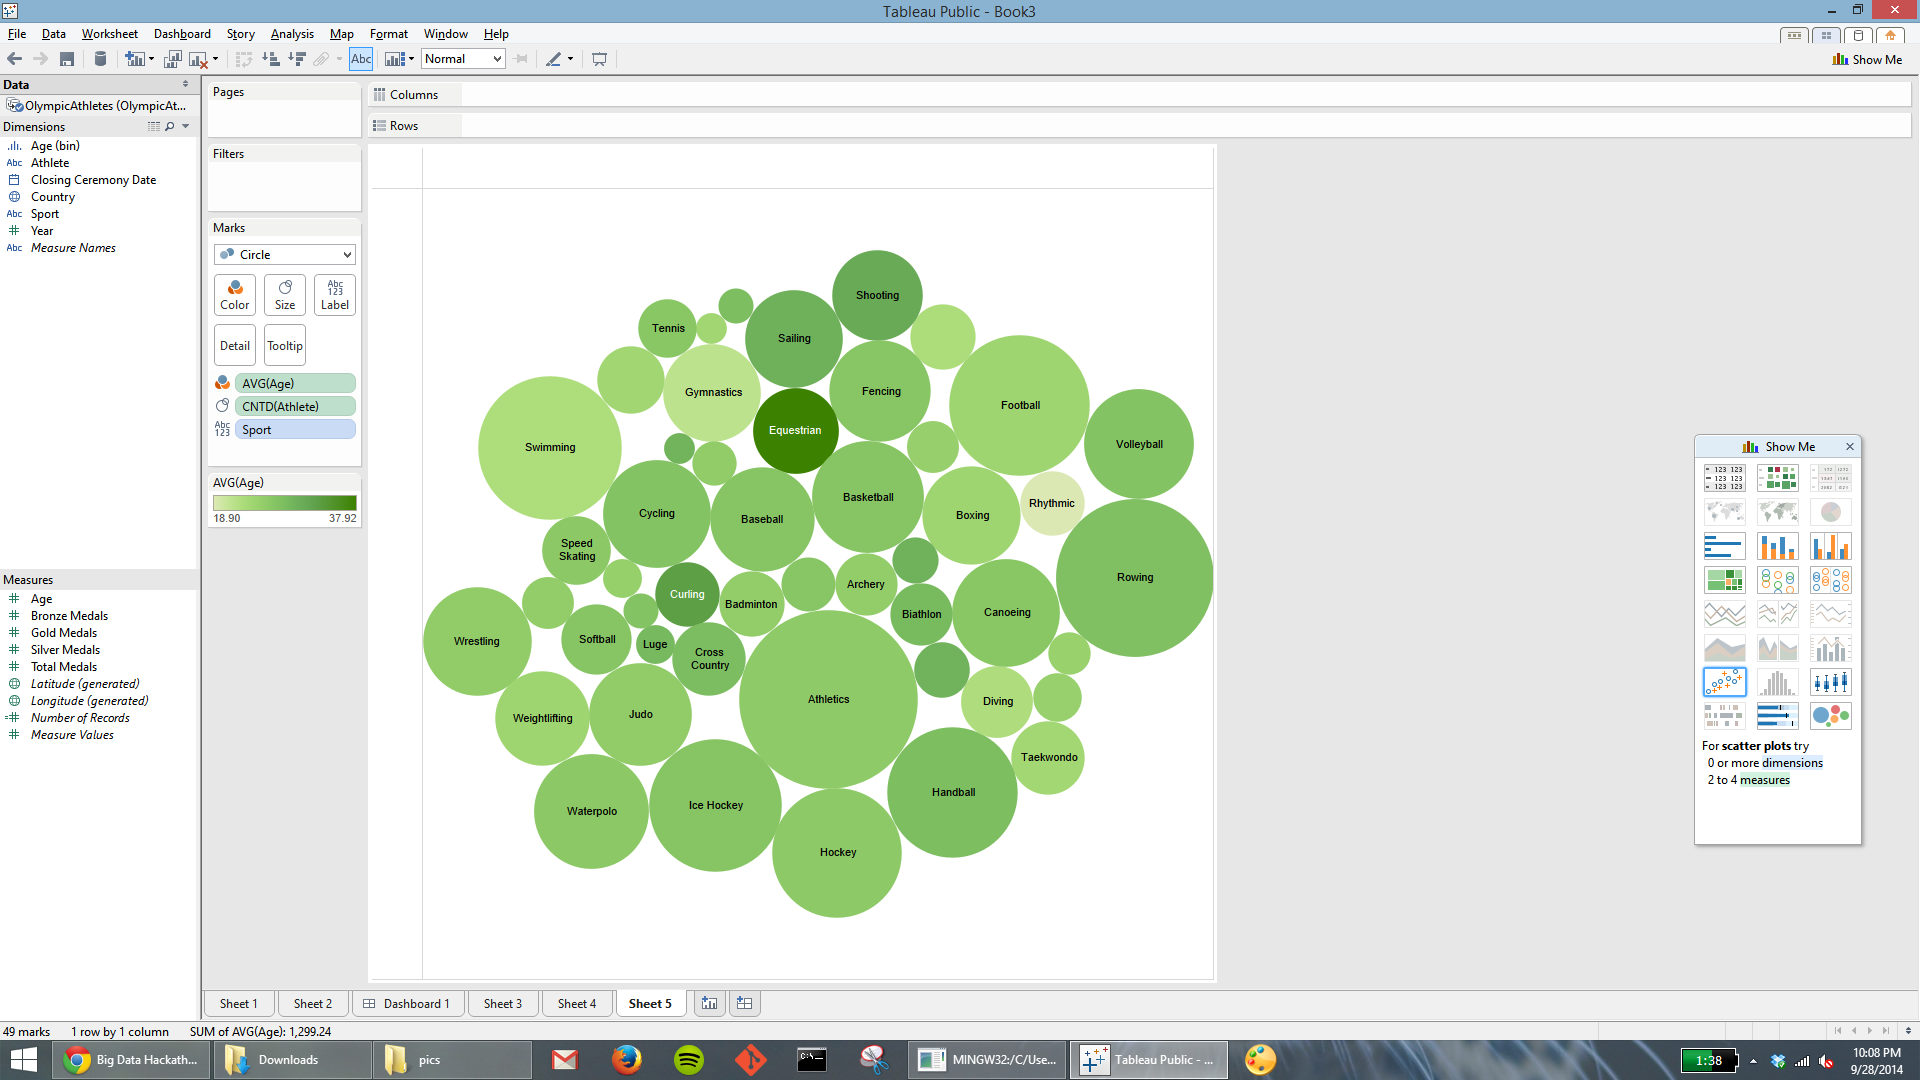 Tableau Public - Book3
File Data Worksheet Dashboard Story Analysis Map Format Window Help
Abc Normal Show Me
Data
OlympicAthletes (OlympicAt...
Dimensions
Age (bin)
Abc Athlete
Closing Ceremony Date
Country
Abc Sport
# Year
Abc Measure Names
Measures
# Age
# Bronze Medals
# Gold Medals
# Silver Medals
# Total Medals
Latitude (generated)
Longitude (generated)
=# Number of Records
# Measure Values
Pages
Filters
Marks
Circle
Color
Size
Abc
123
Label
Detail
Tooltip
AVG(Age)
CNTD(Athlete)
Abc
123
Sport
AVG(Age)
18.90 37.92
Columns
Rows
Shooting
Tennis
Sailing
Gymnastics
Fencing
Football
Equestrian
Volleyball
Swimming
Basketball
Rhythmic
Cycling
Baseball
Boxing
Speed
Skating
Rowing
Archery
Curling
Badminton
Biathlon
Canoeing
Wrestling
Softball
Luge
Cross
Country
Athletics
Diving
Weightlifting
Judo
Taekwondo
Handball
Waterpolo
Ice Hockey
Hockey
Show Me
For scatter plots try
0 or more dimensions
2 to 4 measures
Sheet 1
Sheet 2
Dashboard 1
Sheet 3
Sheet 4
Sheet 5
49 marks 1 row by 1 column SUM of AVG(Age): 1,299.24
Big Data Hackath...
Downloads
pics
MINGW32:/C/Use...
Tableau Public - ...
1:38
10:08 PM
9/28/2014